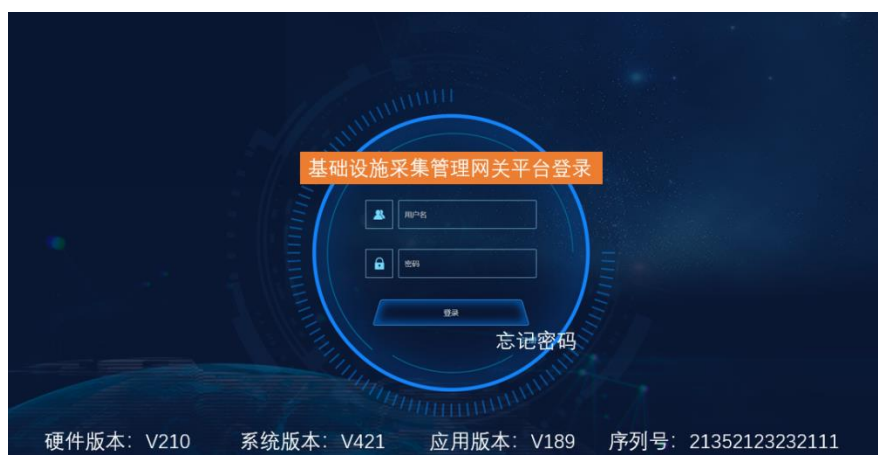 基础设施采集管理网关平台登录
用户名
密码
登录
忘记密码
硬件版本：V210 系统版本：V421 应用版本：V189 序列号：21352123232111